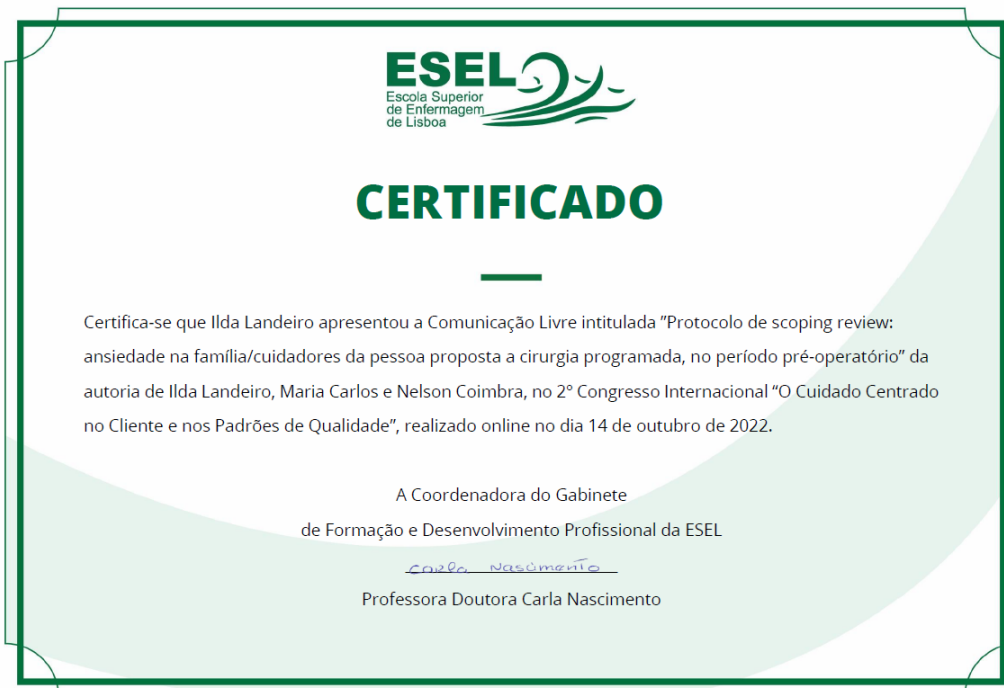 ESEL
Escola Superior
de Enfermagem
de Lisboa
CERTIFICADO
Certifica-se que Ilda Landeiro apresentou a Comunicação Livre intitulada ”Protocolo de scoping review:
ansiedade na família/cuidadores da pessoa proposta a cirurgia programada, no período pré-operatório” da
autoria de Ilda Landeiro, Maria Carlos e Nelson Coimbra, no 2º Congresso Internacional “O Cuidado Centrado
no Cliente e nos Padrões de Qualidade”, realizado online no dia 14 de outubro de 2022.
A Coordenadora do Gabinete
de Formação e Desenvolvimento Profissional da ESEL
Carla Nascimento
Professora Doutora Carla Nascimento